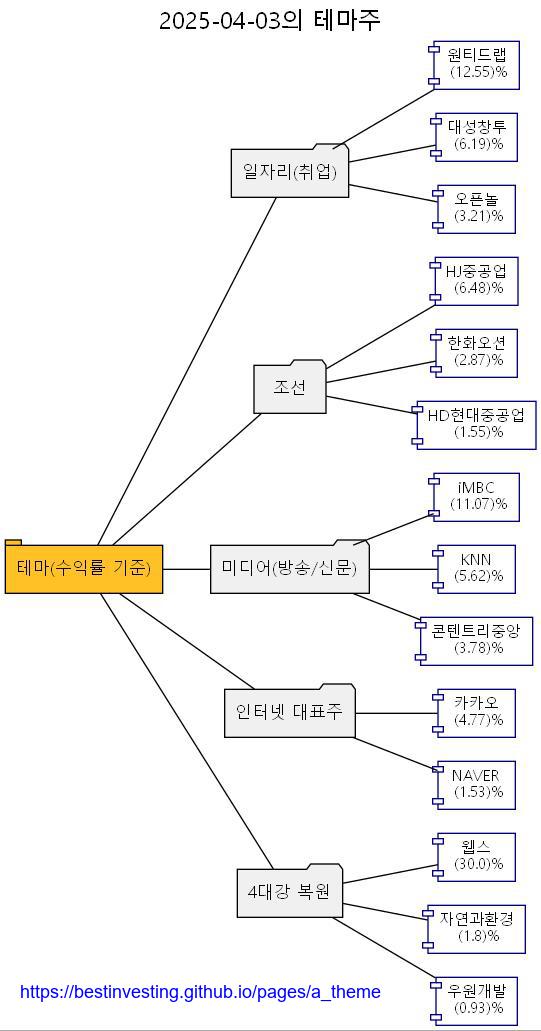 2025-04-03의 테마주
원티드랩
(12.55)%
대성창투
(6.19)%
일자리(취업)
오픈놀
(3.21)%
HJ중공업
(6.48)%
한화오션
(2.87)%
조선
HD현대중공업
(1.55)%
iMBC
(11.07)%
테마(수익률 기준)
미디어(방송/신문)
KNN
(5.62)%
콘텐트리중앙
(3.78)%
인터넷 대표주
카카오
(4.77)%
NAVER
(1.53)%
웹스
(30.0)%
4대강 복원
자연과환경
(1.8)%
우원개발
(0.93)%
https://bestinvesting.github.io/pages/a_theme